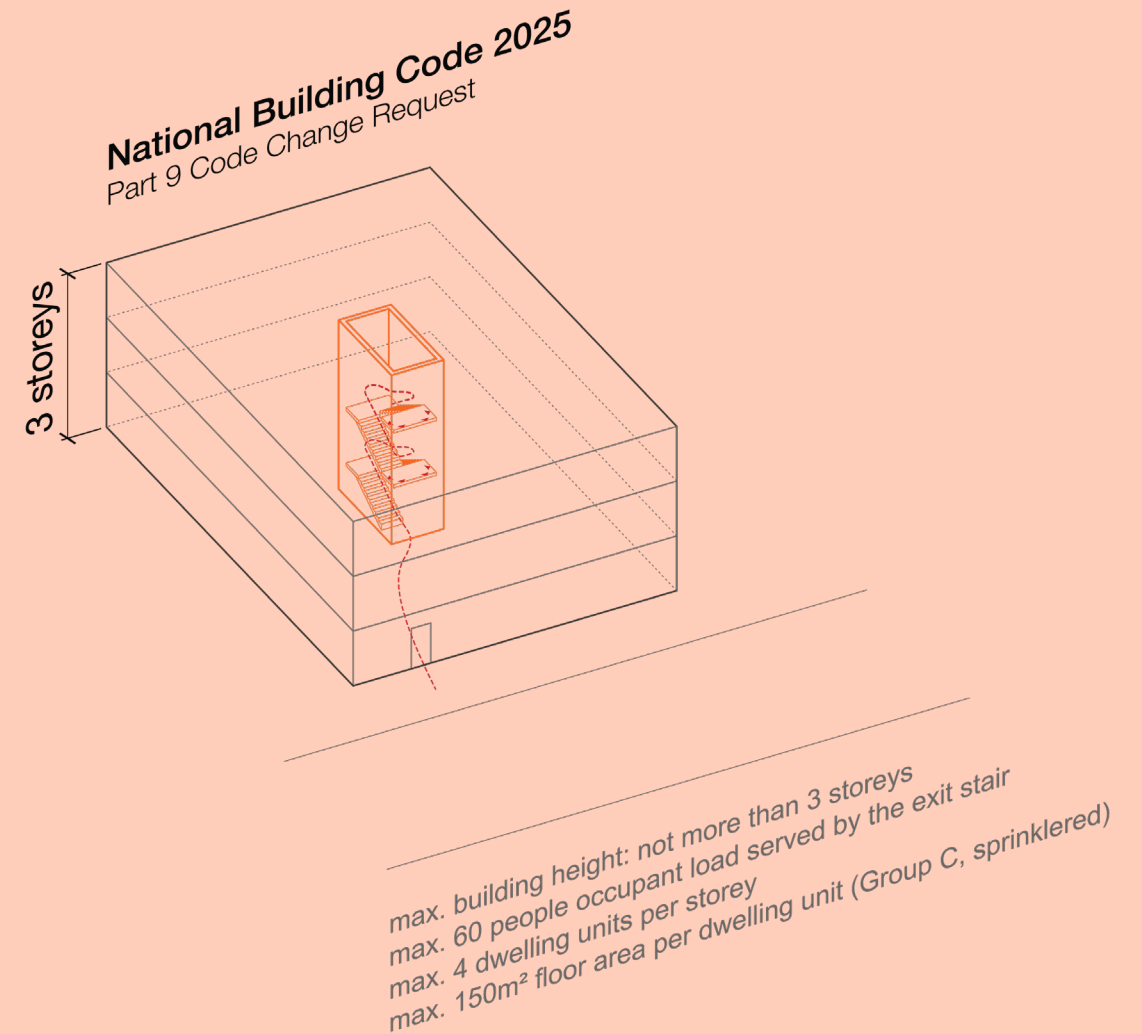 National Building Code 2025
Part 9 Code Change Request
3 storeys
max. building height: not more than 3 storeys
max. 60 people occupant load served by the exit stair
max. 4 dwelling units per storey
max. 150m² floor area per dwelling unit (Group C, sprinklered)